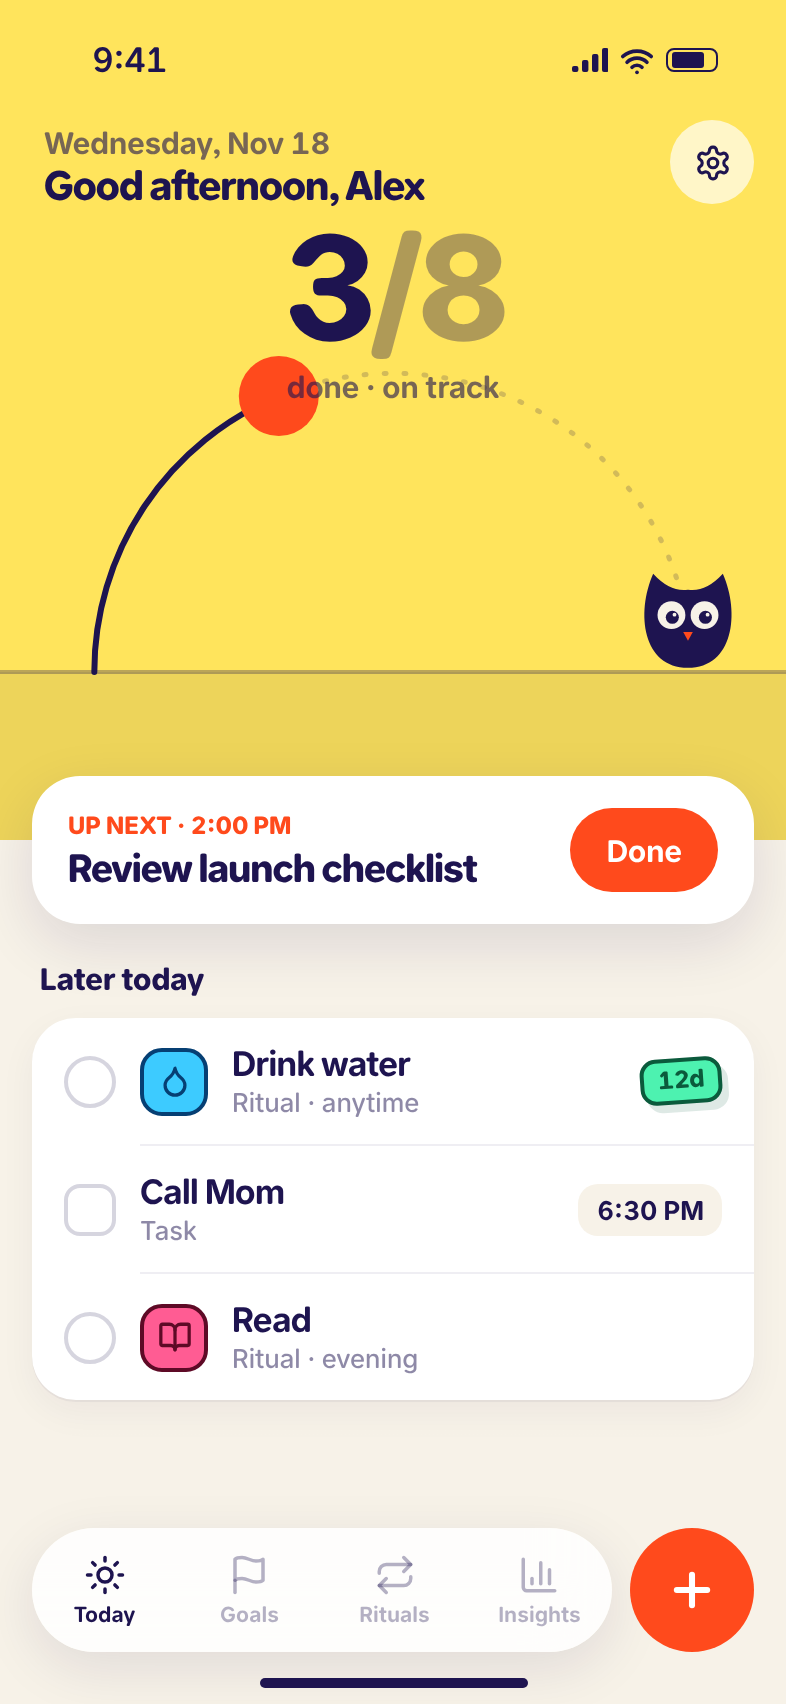 9:41
Wednesday, Nov 18
Good afternoon, Alex
3/8
done · on track
UP NEXT · 2:00 PM
Review launch checklist
Done
Later today
Drink water
Ritual · anytime
12d
Call Mom
Task
6:30 PM
Read
Ritual · evening
Today
Goals
Rituals
Insights